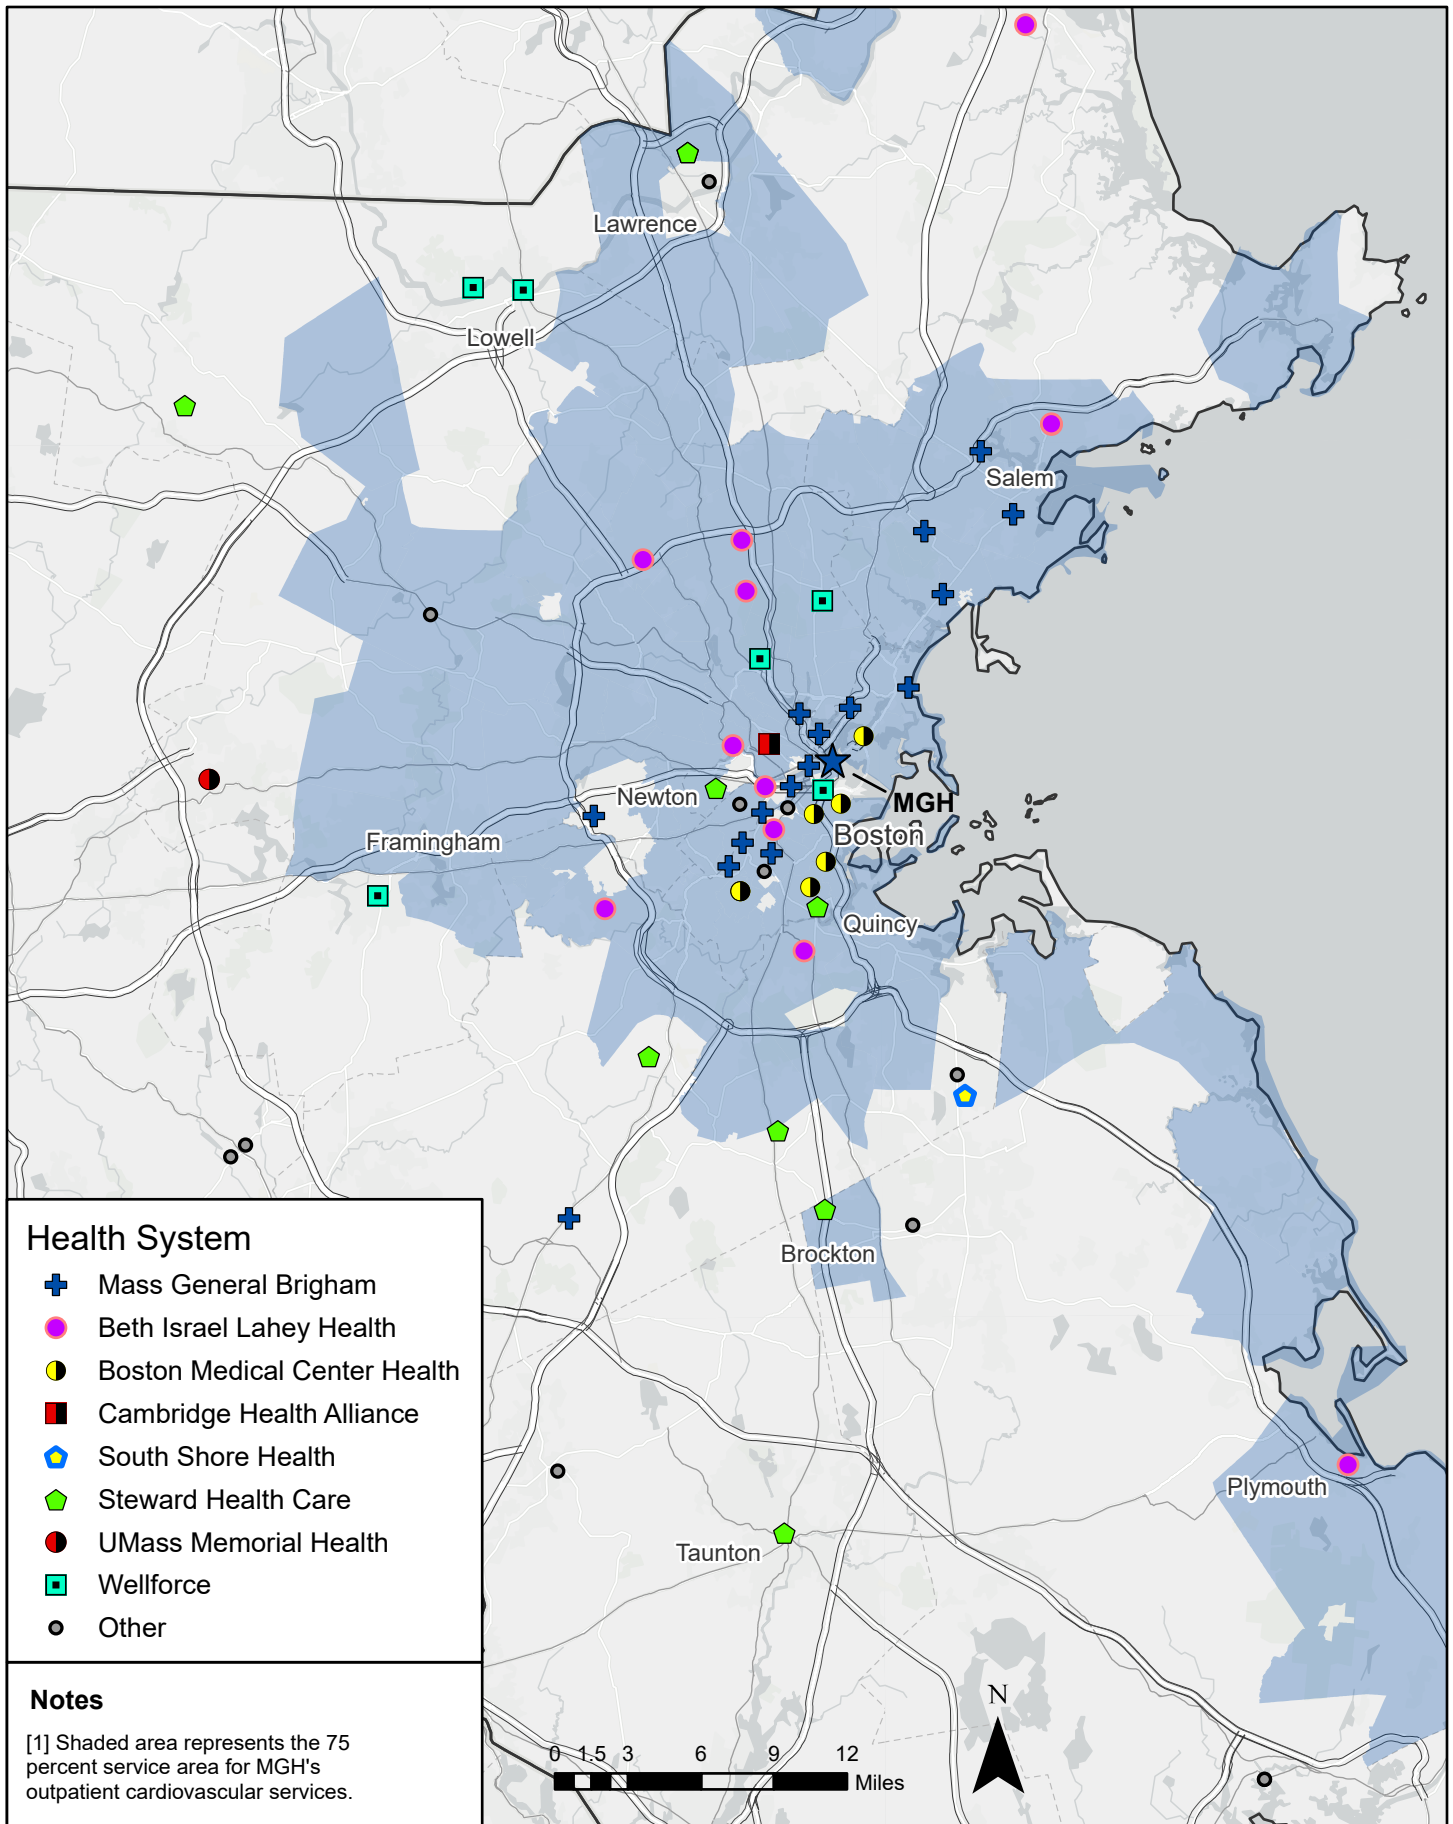 Lawrence
Lowell
Salem
Newton
MGH
Boston
Framingham
Quincy
Brockton
Plymouth
Taunton
Health System
Mass General Brigham
Beth Israel Lahey Health
Boston Medical Center Health
Cambridge Health Alliance
South Shore Health
Steward Health Care
UMass Memorial Health
Wellforce
Other
Notes
[1] Shaded area represents the 75
percent service area for MGH's
outpatient cardiovascular services.
N
0 1.5 3 6 9 12
Miles